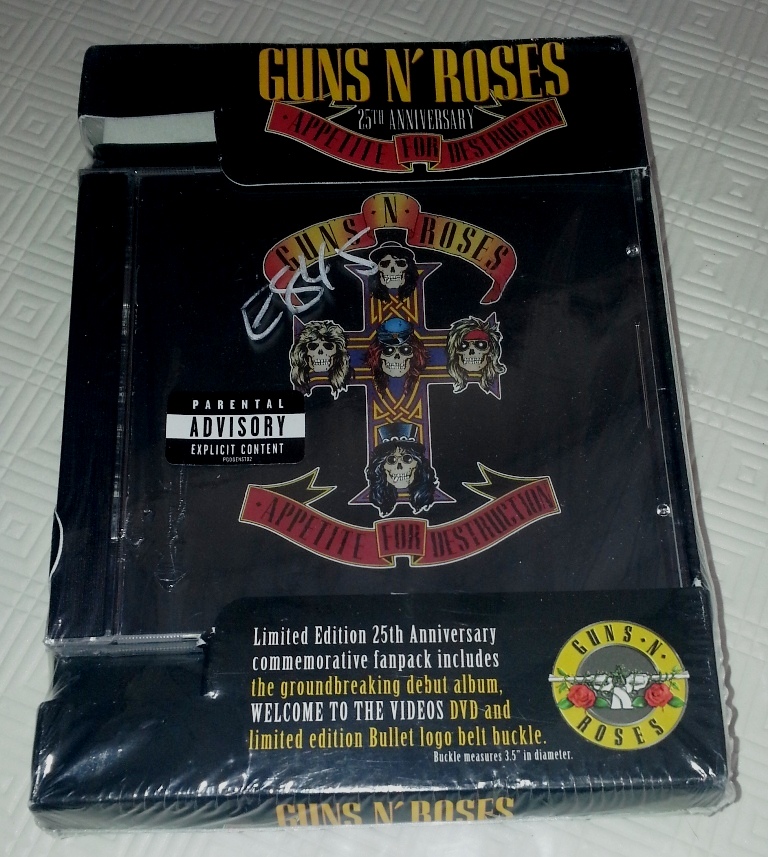 GUNS N' ROSES
25TH ANNIVERSARY
·APPETITE FOR DESTRUCTION·
GUNS·N·ROSES
E845
PARENTAL
ADVISORY
EXPLICIT CONTENT
·APPETITE FOR DESTRUCTION·
Limited Edition 25th Anniversary
commemorative fanpack includes
the groundbreaking debut album,
WELCOME TO THE VIDEOS DVD and
limited edition Bullet logo belt buckle.
Buckle measures 3.5" in diameter.
GUNS·N·
ROSES
GUNS N' ROSES